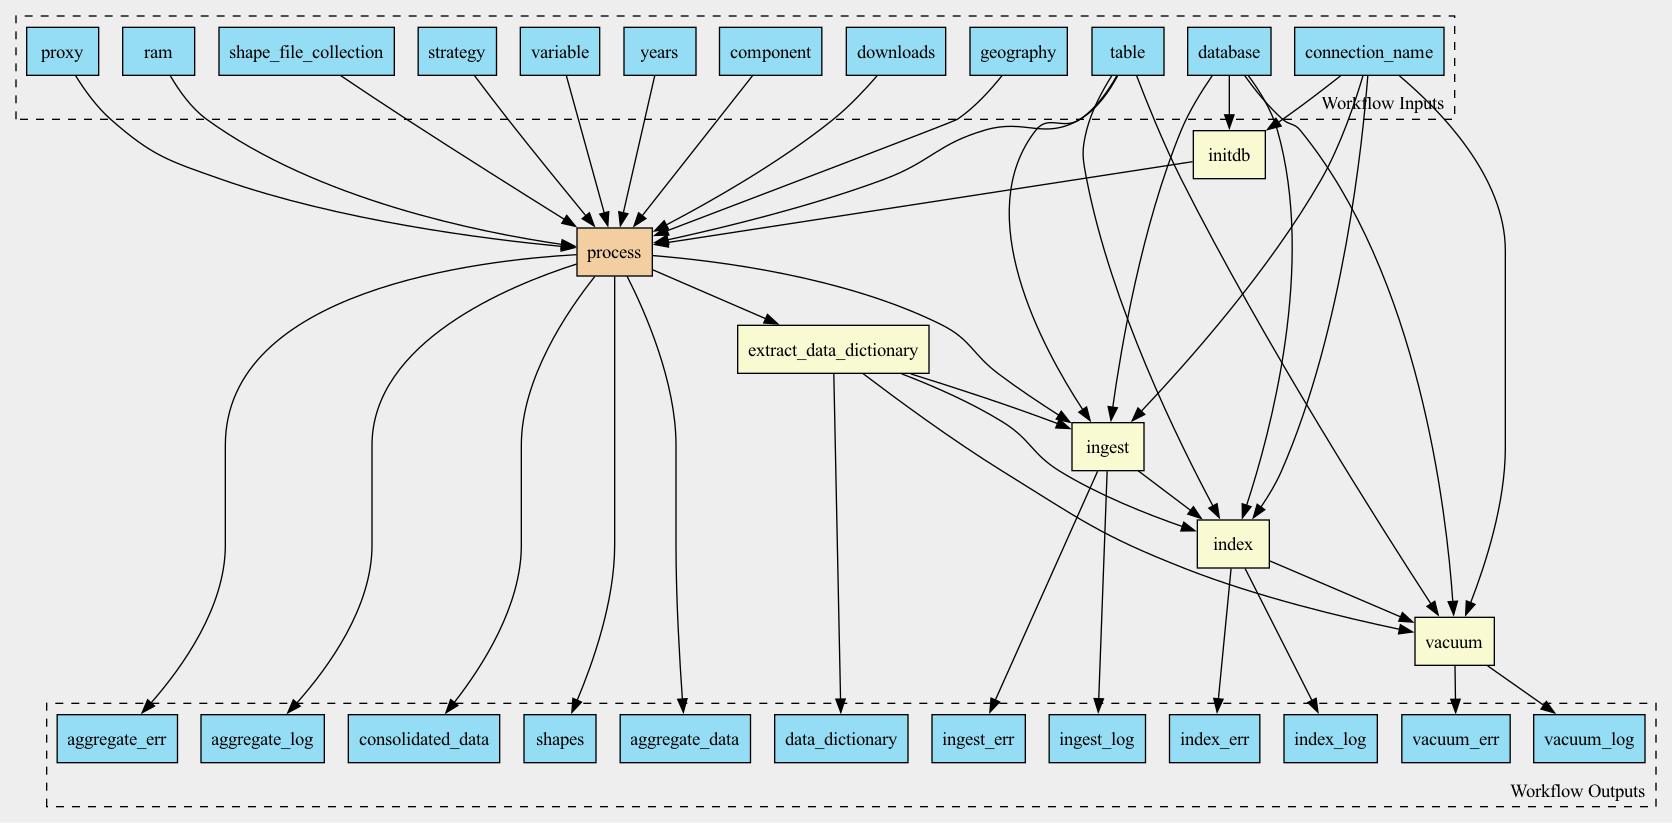 proxy
ram
shape_file_collection
strategy
variable
years
component
downloads
geography
table
database
connection_name
Workflow Inputs
initdb
process
extract_data_dictionary
ingest
index
vacuum
aggregate_err
aggregate_log
consolidated_data
shapes
aggregate_data
data_dictionary
ingest_err
ingest_log
index_err
index_log
vacuum_err
vacuum_log
Workflow Outputs